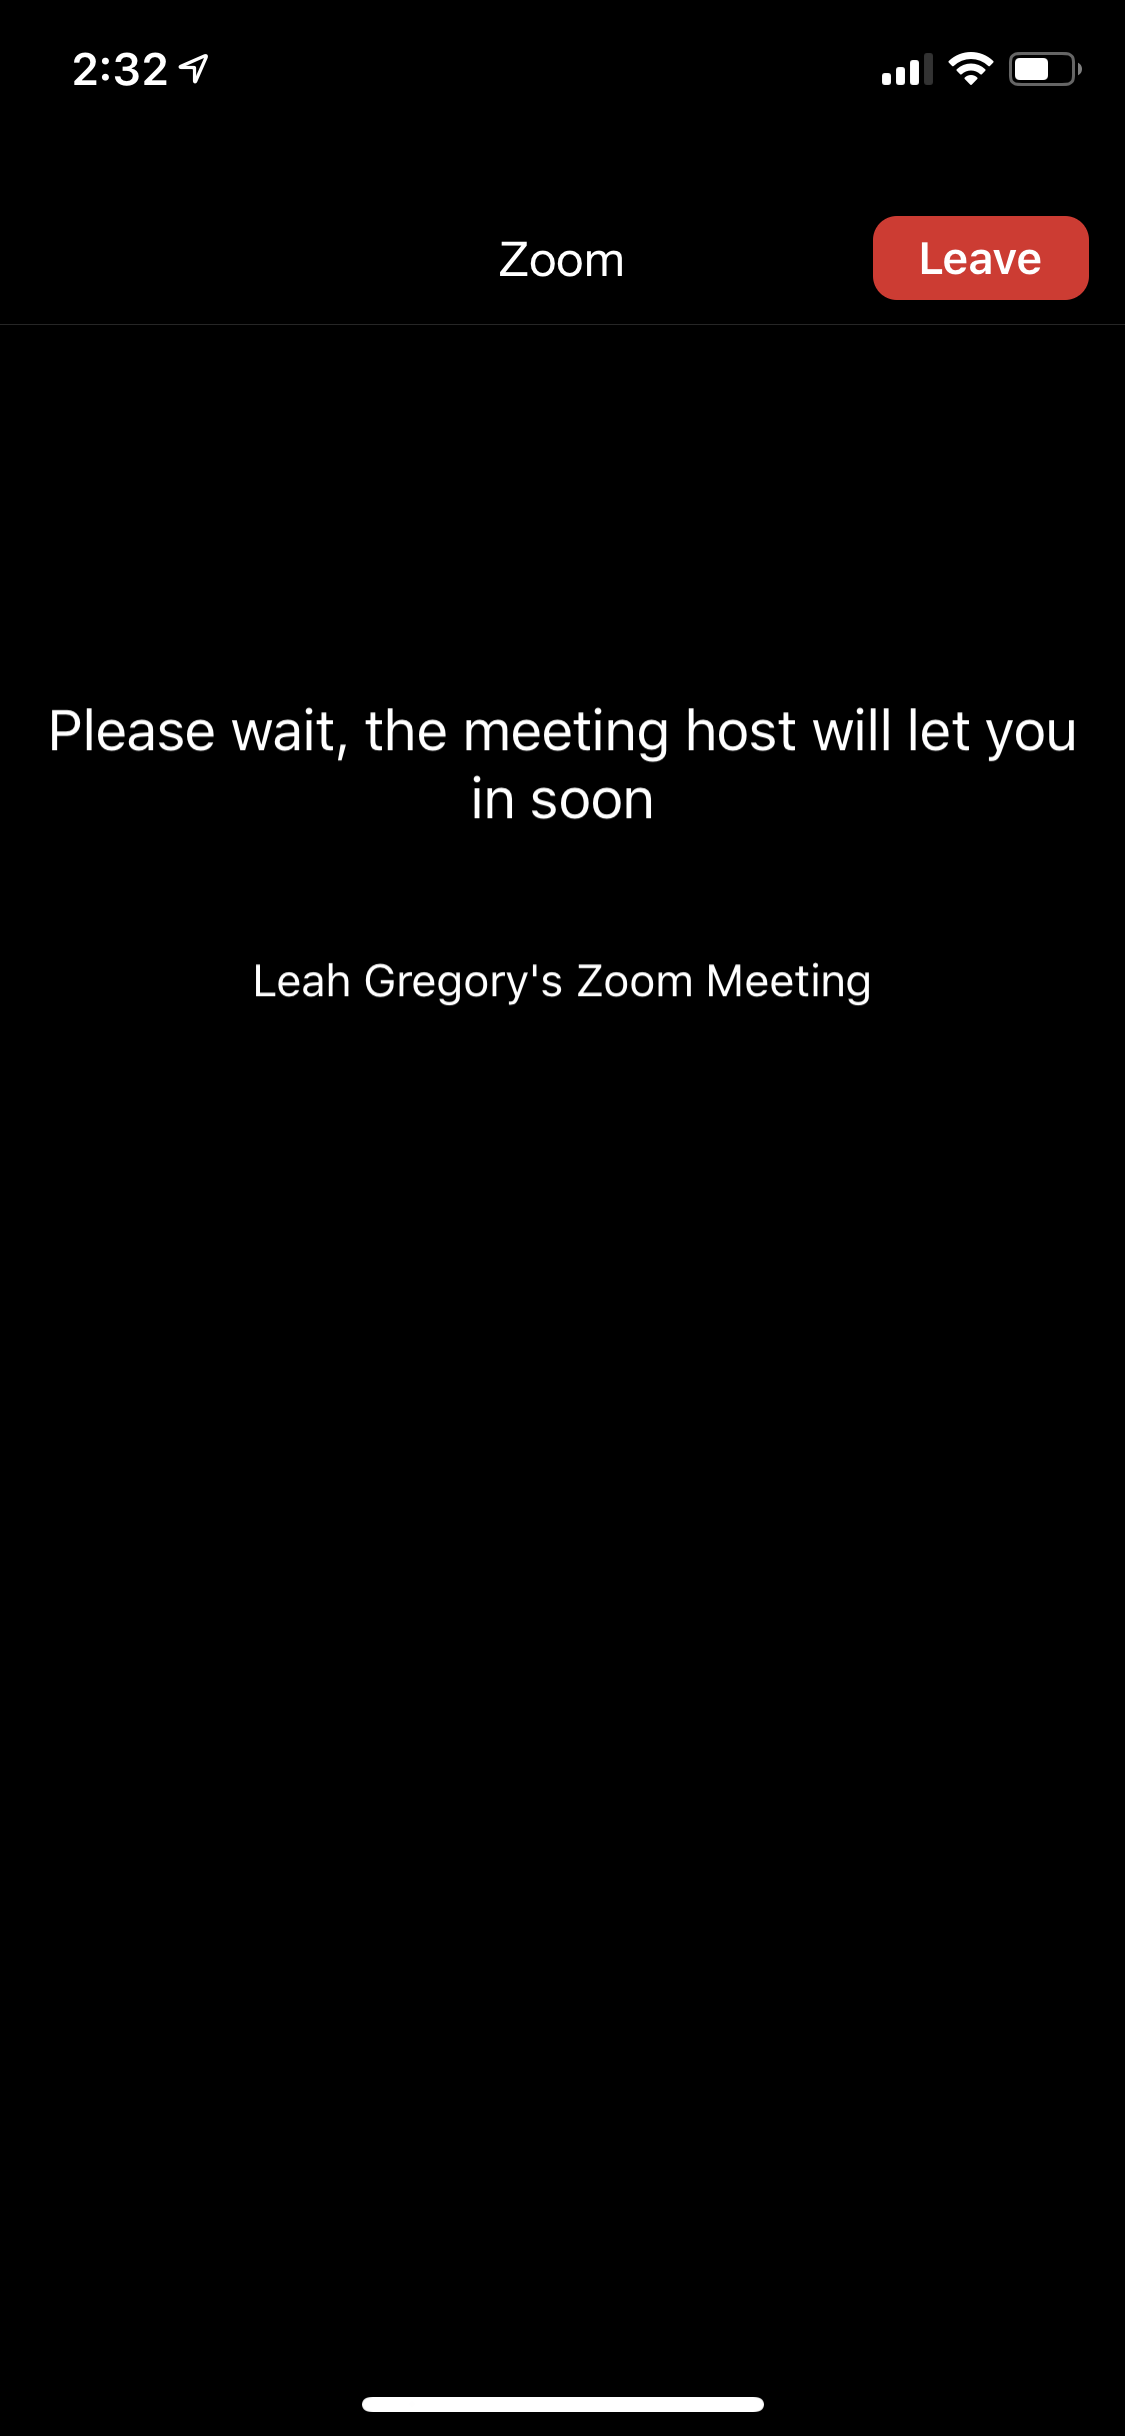 2:32
Zoom
Leave
Please wait, the meeting host will let you
in soon
Leah Gregory's Zoom Meeting